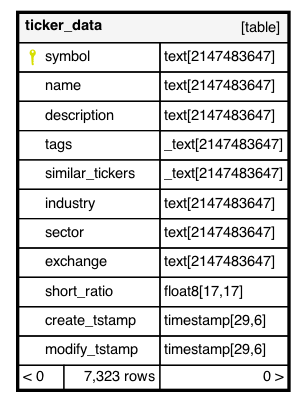 ticker_data [table]
symbol text[2147483647]
name text[2147483647]
description text[2147483647]
tags _text[2147483647]
similar_tickers _text[2147483647]
industry text[2147483647]
sector text[2147483647]
exchange text[2147483647]
short_ratio float8[17,17]
create_tstamp timestamp[29,6]
modify_tstamp timestamp[29,6]
< 0 7,323 rows 0 >